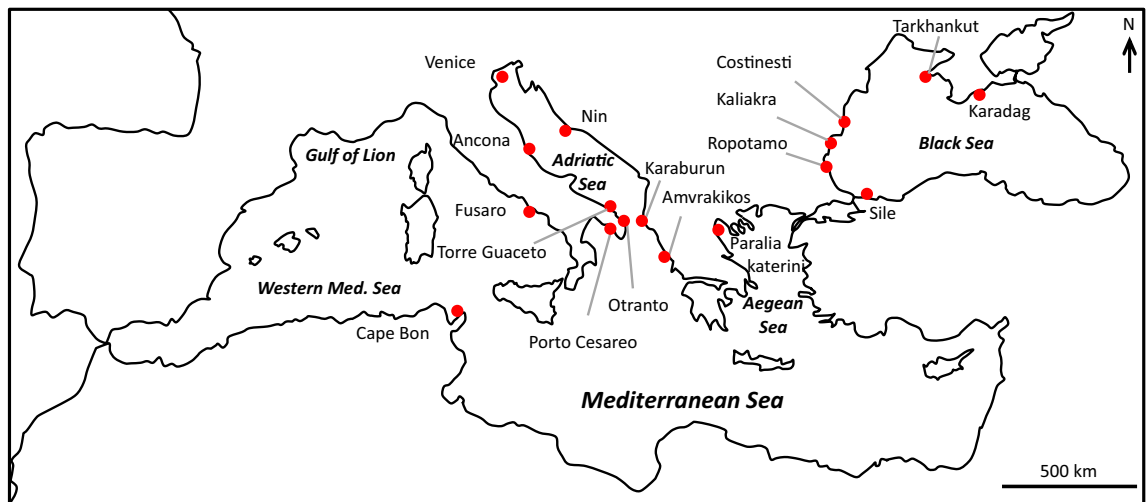 Tarkhankut
N
Costinesti
Venice
Kaliakra
Karadag
Nin
Ropotamo
Black Sea
Ancona
Gulf of Lion
Adriatic
Sea
Karaburun
Amvrakikos
Fusaro
Sile
Torre Guaceto
Paralia
katerini
Western Med. Sea
Otranto
Aegean
Sea
Cape Bon
Porto Cesareo
Mediterranean Sea
500 km